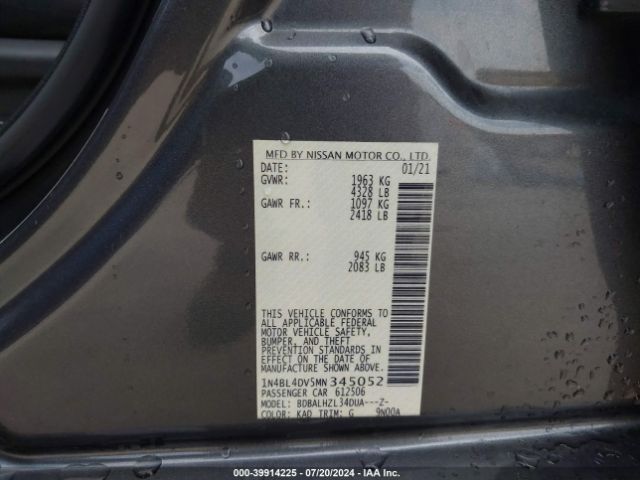 MFD BY NISSAN MOTOR CO., LTD.
DATE: 01/21
GVWR: 1963 KG
4328 LB
GAWR FR.: 1097 KG
2418 LB
GAWR RR.: 945 KG
2083 LB
THIS VEHICLE CONFORMS TO
ALL APPLICABLE FEDERAL
MOTOR VEHICLE SAFETY,
BUMPER, AND THEFT
PREVENTION STANDARDS
IN EFFECT ON THE DATE OF
MANUFACTURE SHOWN ABOVE
1N4BL4DV5MN345052
PASSENGER CAR 612506
MODEL: BDBALHZL34DUA---Z-
COLOR: KAD TRIM: G 9N00A
000-39914225 - 07/20/2024 - IAA